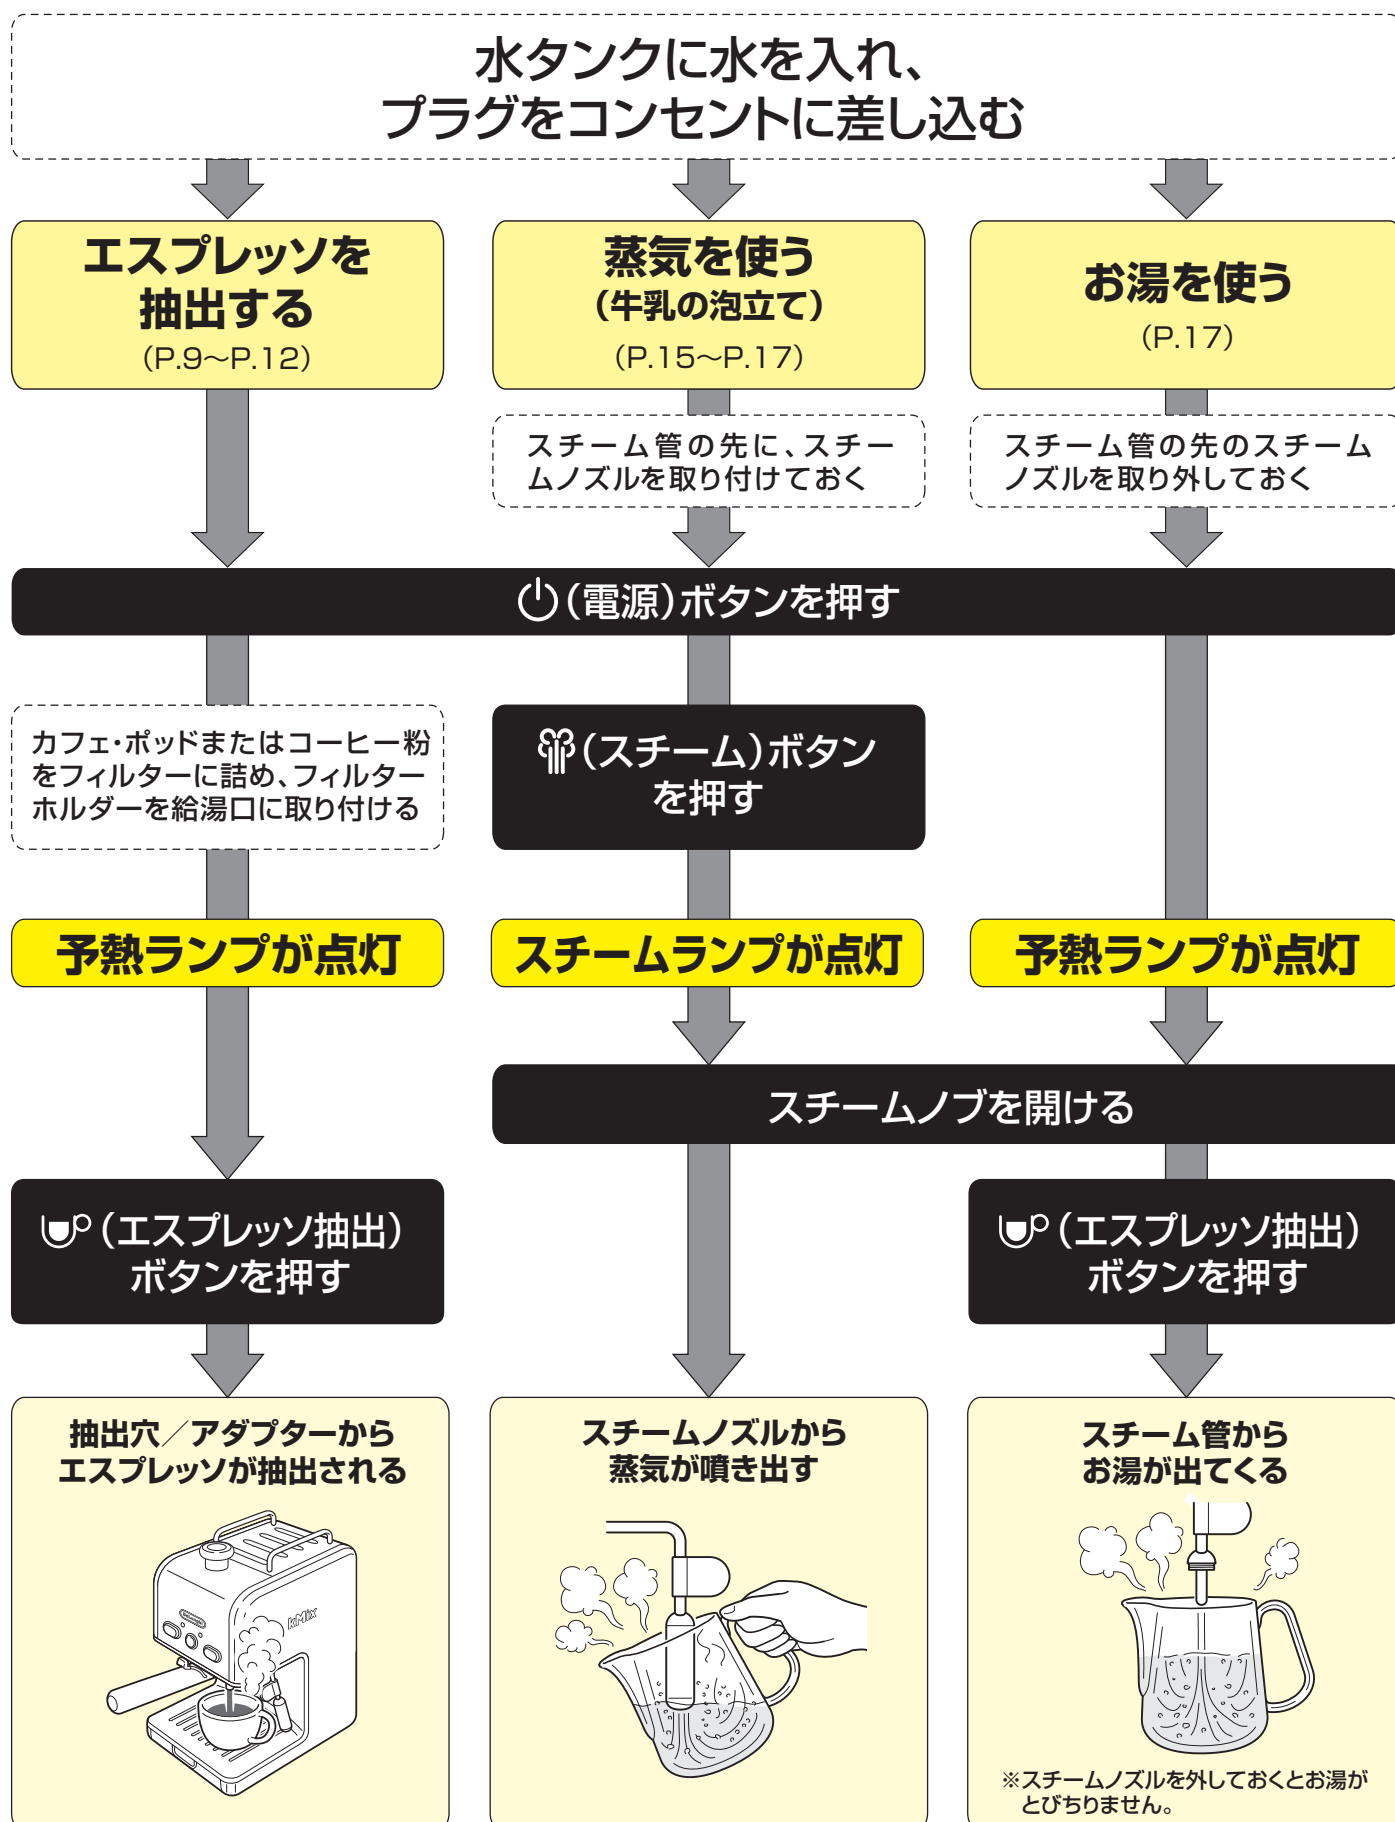 水タンクに水を入れ、
プラグをコンセントに差し込む
エスプレッソを
抽出する
(P.9〜P.12)
蒸気を使う
(牛乳の泡立て)
(P.15〜P.17)
お湯を使う
(P.17)
スチーム管の先に、スチー
ムノズルを取り付けておく
スチーム管の先のスチーム
ノズルを取り外しておく
(電源)ボタンを押す
カフェ・ポッドまたはコーヒー粉
をフィルターに詰め、フィルター
ホルダーを給湯口に取り付ける
(スチーム)ボタン
を押す
予熱ランプが点灯
スチームランプが点灯
予熱ランプが点灯
スチームノブを開ける
(エスプレッソ抽出)
ボタンを押す
(エスプレッソ抽出)
ボタンを押す
抽出穴/アダプターから
エスプレッソが抽出される
kMix
スチームノズルから
蒸気が噴き出す
スチーム管から
お湯が出てくる
※スチームノズルを外しておくとお湯が
とびちりません。